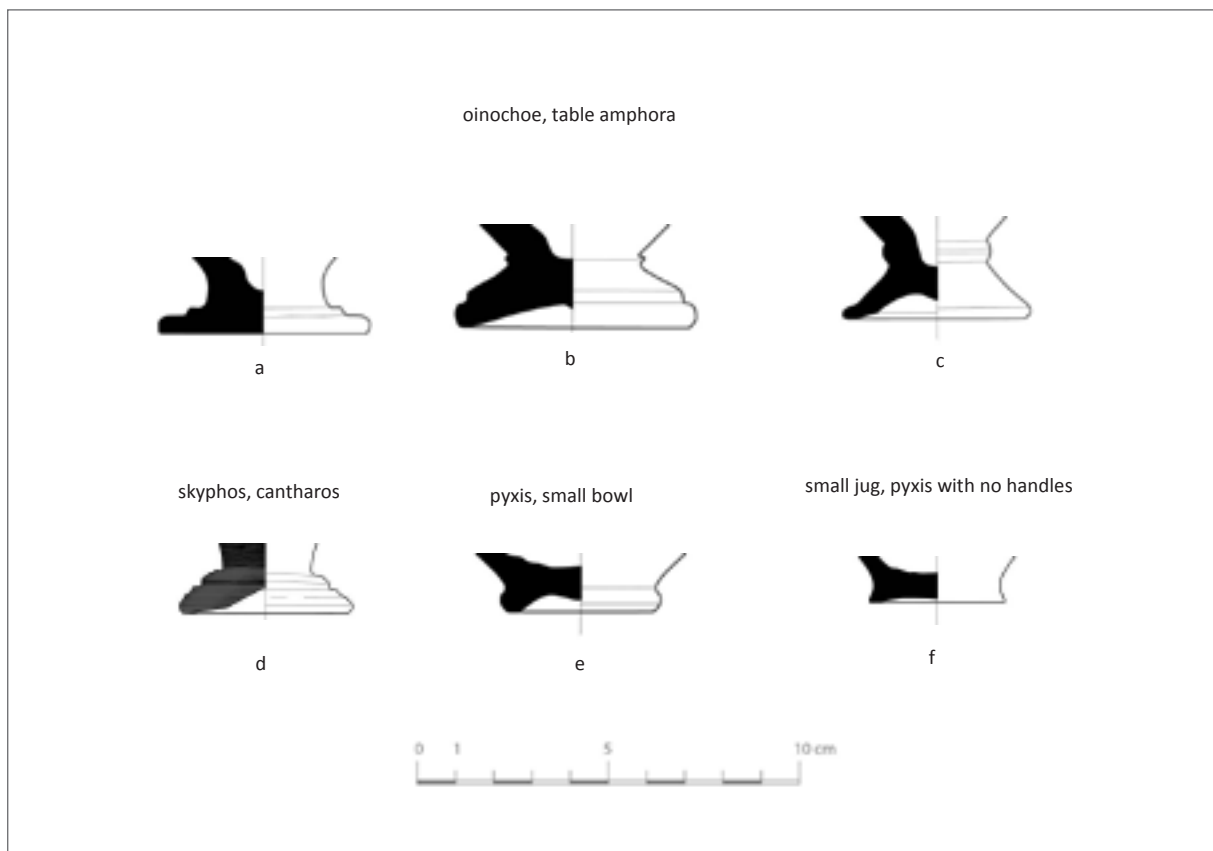 oinochoe, table amphora
a
b
c
skyphos, cantharos
pyxis, small bowl
small jug, pyxis with no handles
d
e
f
0 1 5 10 cm